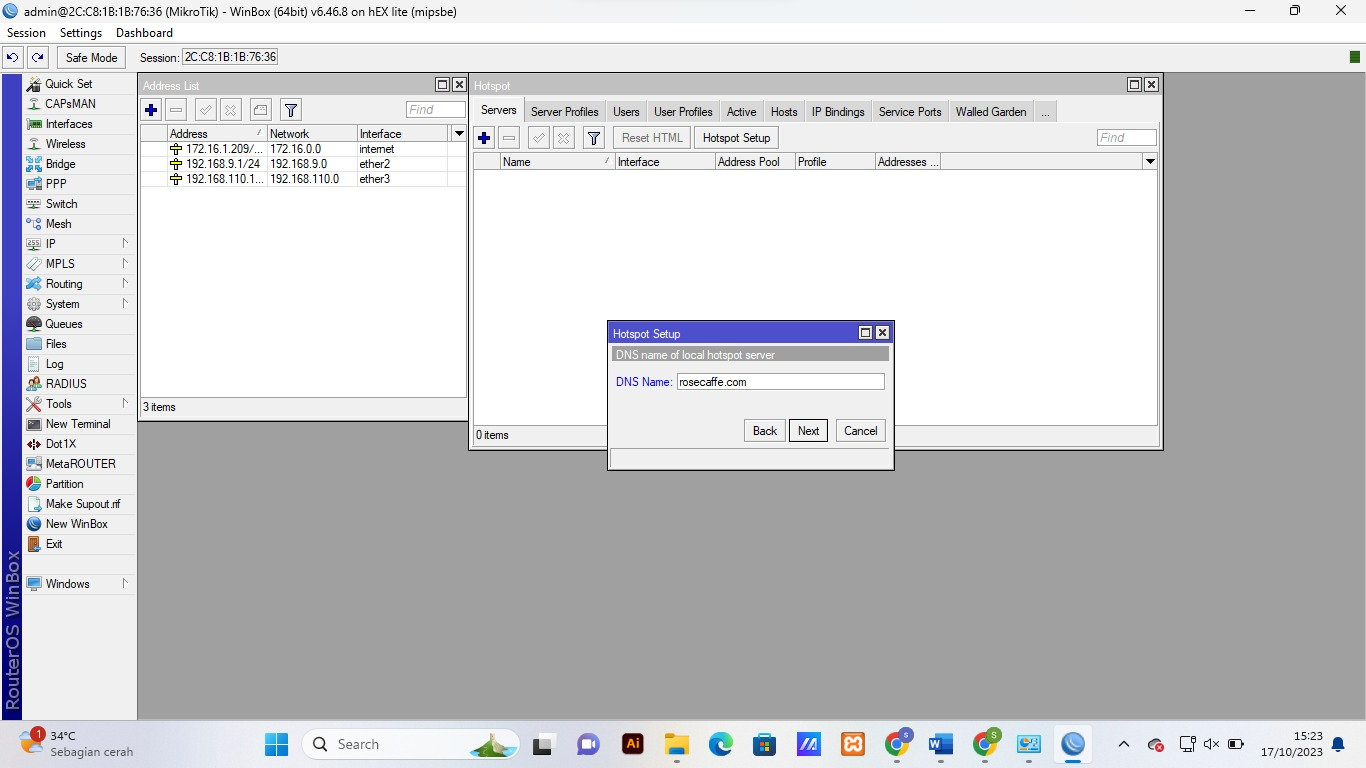 admin@2C:C8:1B:1B:76:36 (MikroTik) - WinBox (64bit) v6.46.8 on hEX lite (mipsbe)
Session Settings Dashboard
Safe Mode Session: 2C:C8:1B:1B:76:36
RouterOS WinBox
Quick Set
CAPsMAN
Interfaces
Wireless
Bridge
PPP
Switch
Mesh
IP
MPLS
Routing
System
Queues
Files
Log
RADIUS
Tools
New Terminal
Dot1X
MetaROUTER
Partition
Make Supout.rif
New WinBox
Exit
Windows
Address List
Find
Address Network Interface
172.16.1.209/... 172.16.0.0 internet
192.168.9.1/24 192.168.9.0 ether2
192.168.110.1... 192.168.110.0 ether3
3 items
Hotspot
Servers Server Profiles Users User Profiles Active Hosts IP Bindings Service Ports Walled Garden ...
Reset HTML Hotspot Setup Find
Name Interface Address Pool Profile Addresses ...
0 items
Hotspot Setup
DNS name of local hotspot server
DNS Name: rosecaffe.com
Back Next Cancel
1
34°C
Sebagian cerah
Search
Ai
S
W
S
15:23
17/10/2023